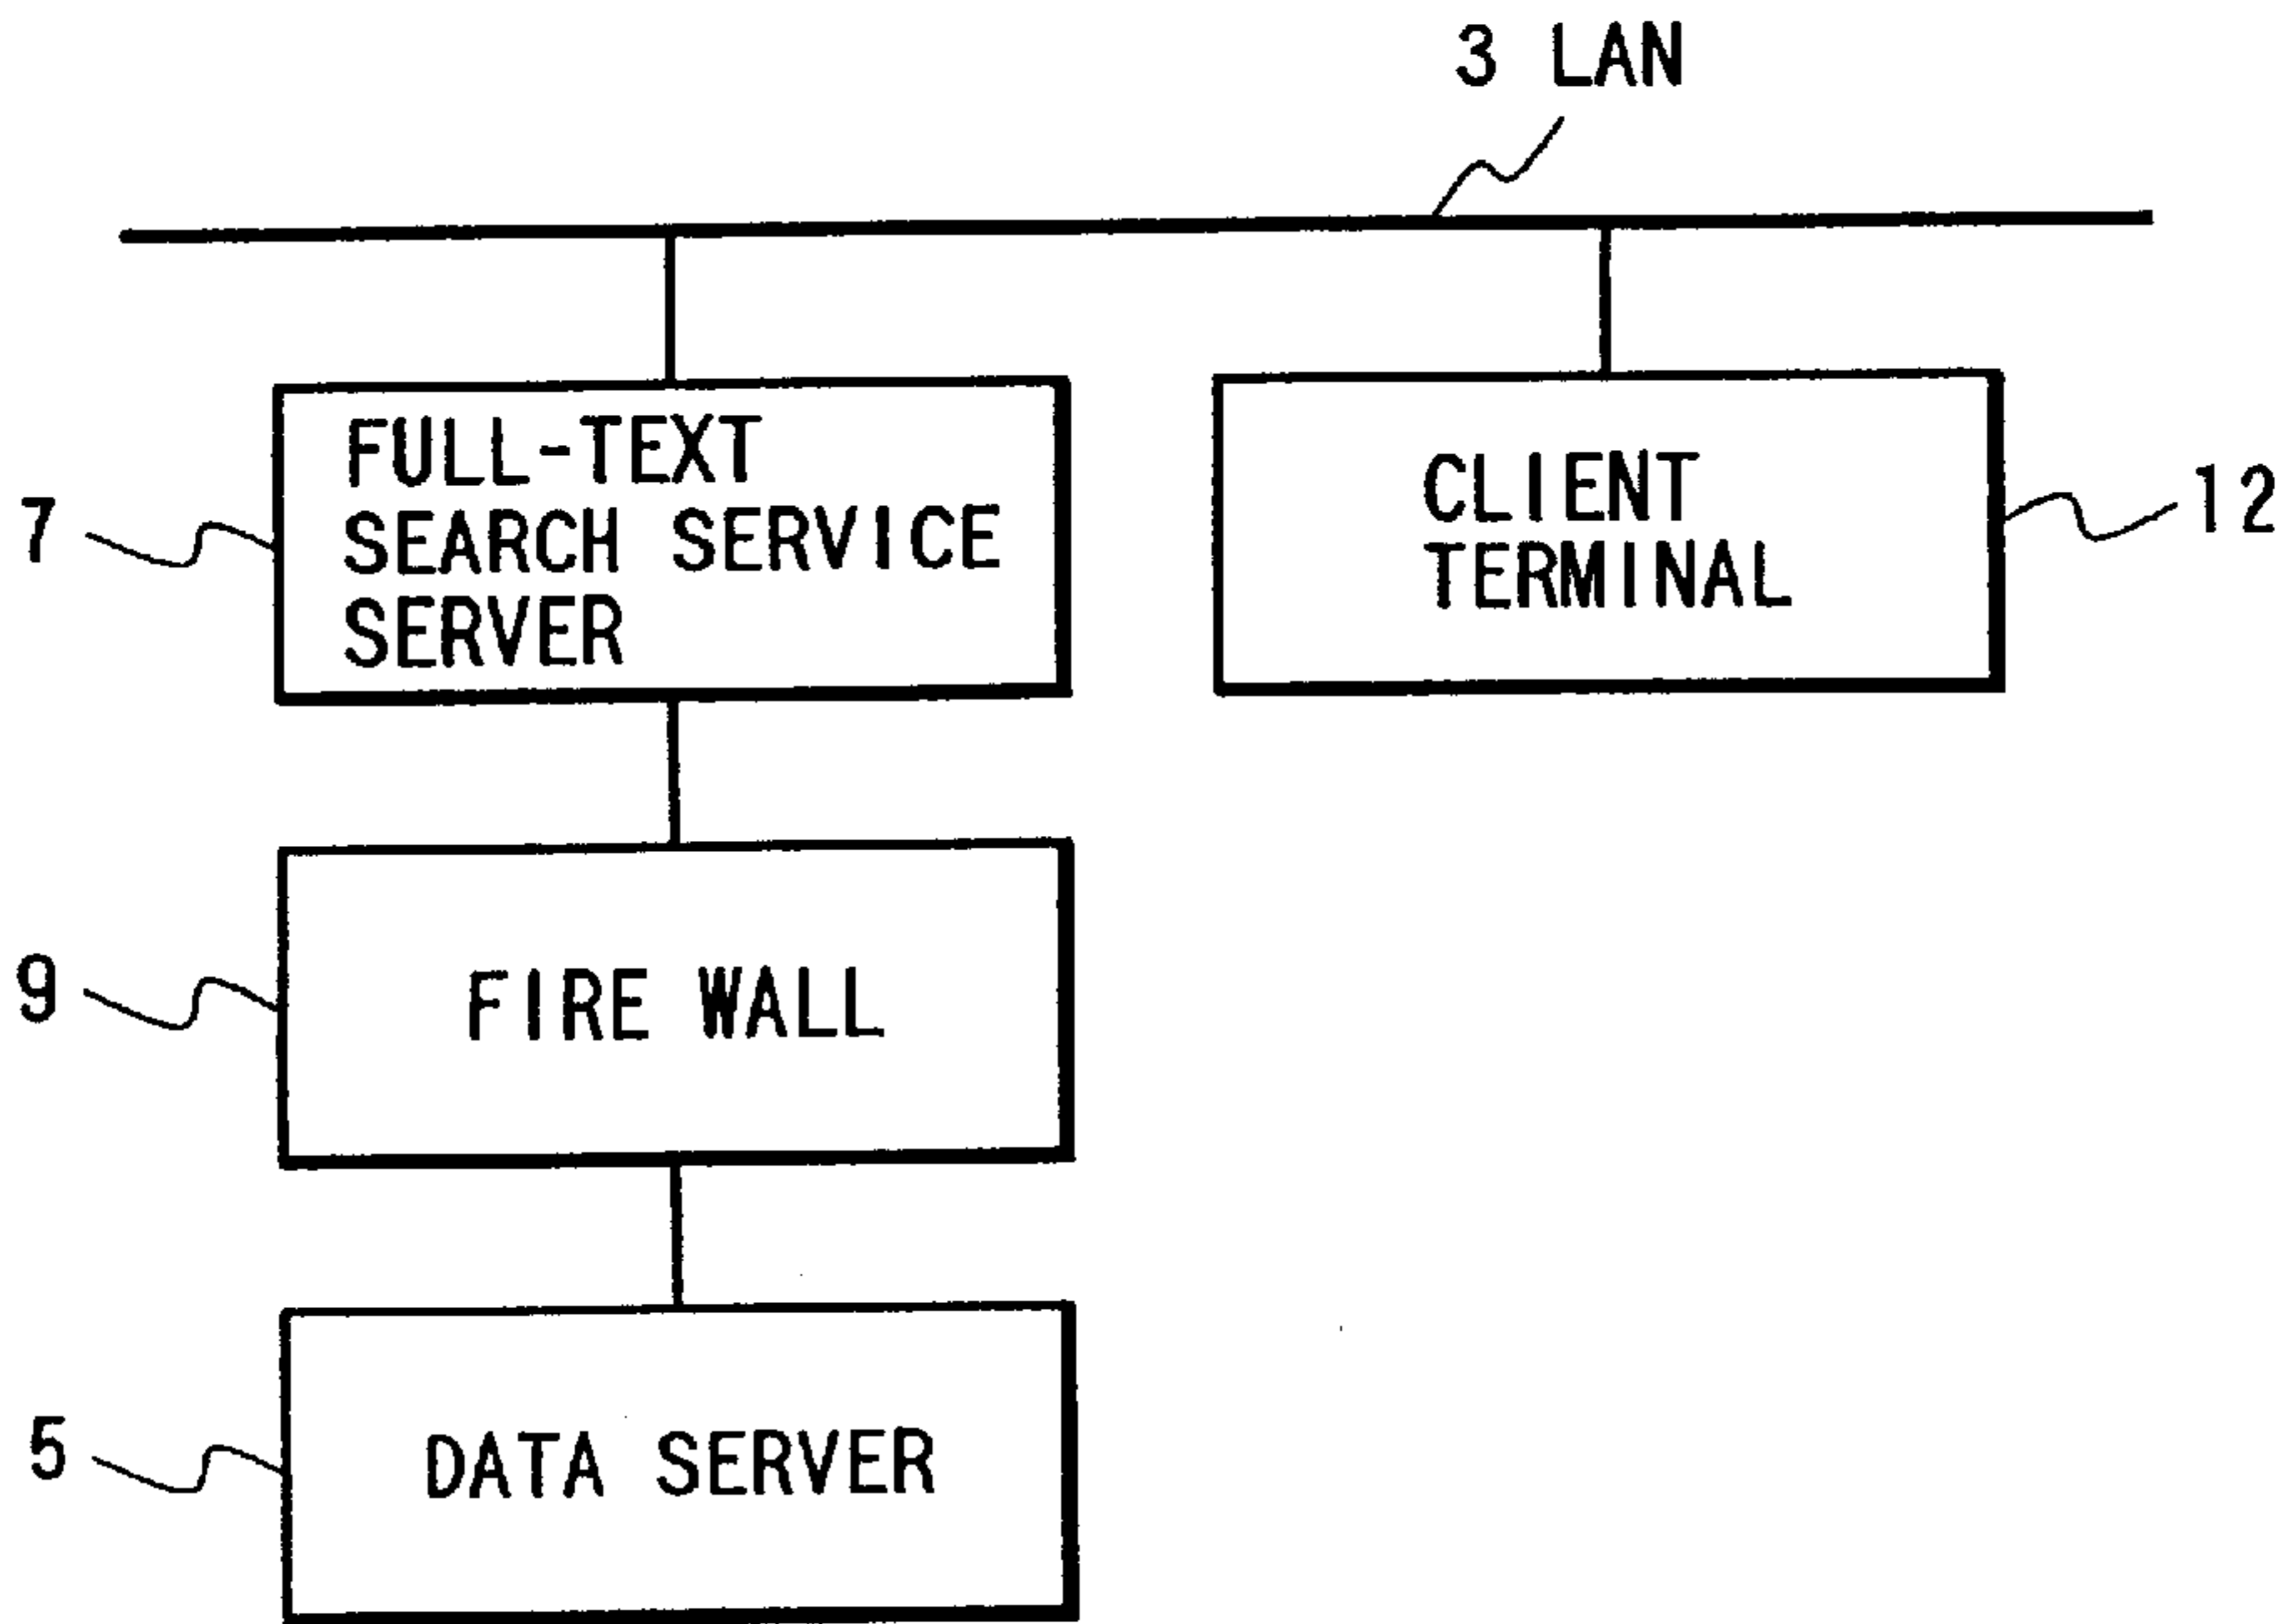 3 LAN
FULL-TEXT
SEARCH SERVICE
SERVER
7
CLIENT
TERMINAL
12
FIRE WALL
9
DATA SERVER
5